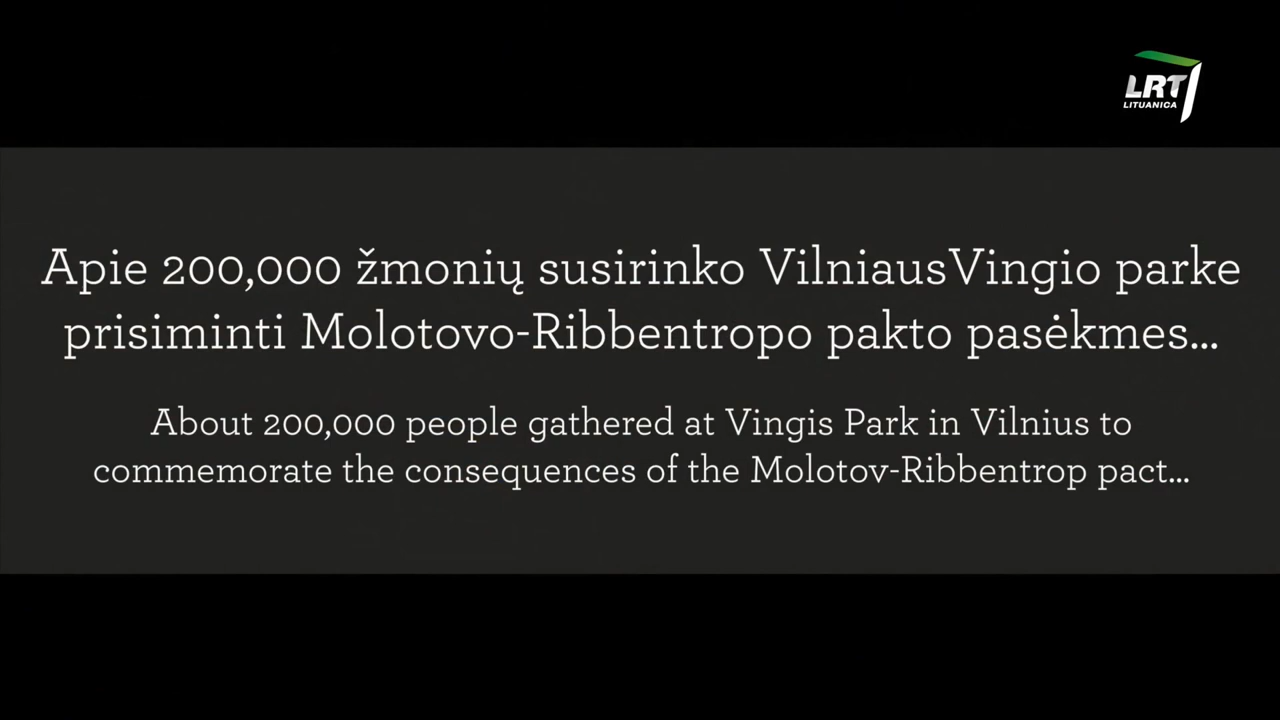 LRT
LITUANICA
Apie 200,000 žmonių susirinko VilniausVingio parke
prisiminti Molotovo-Ribbentropo pakto pasėkmes...
About 200,000 people gathered at Vingis Park in Vilnius to
commemorate the consequences of the Molotov-Ribbentrop pact...